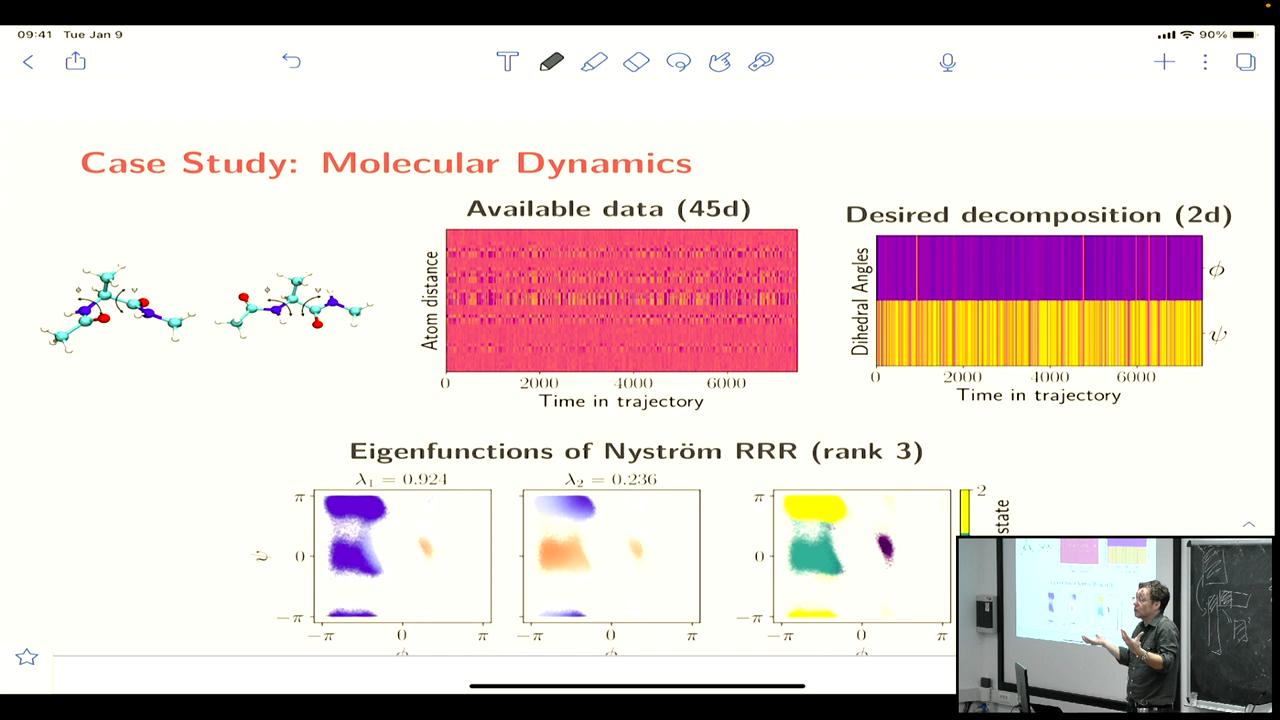 09:41 Tue Jan 9
90%
Case Study: Molecular Dynamics
Available data (45d)
Desired decomposition (2d)
Atom distance
0 2000 4000 6000
Time in trajectory
Dihedral Angles
ϕ
ψ
0 2000 4000 6000
Time in trajectory
Eigenfunctions of Nyström RRR (rank 3)
λ₁ = 0.924
λ₂ = 0.236
π
0
−π
−π 0 π
−π 0 π
π
0
−π
−π 0
2
state